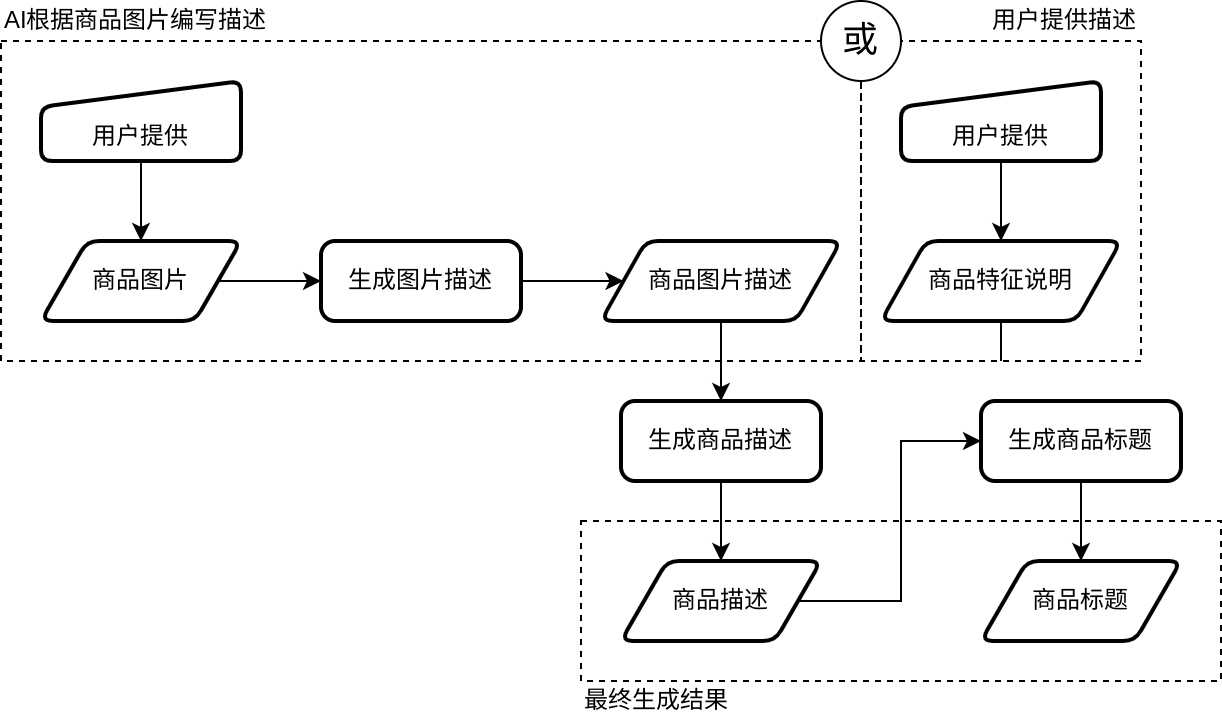 AI根据商品图片编写描述
或
用户提供描述
用户提供
用户提供
商品图片
生成图片描述
商品图片描述
商品特征说明
生成商品描述
生成商品标题
商品描述
商品标题
最终生成结果